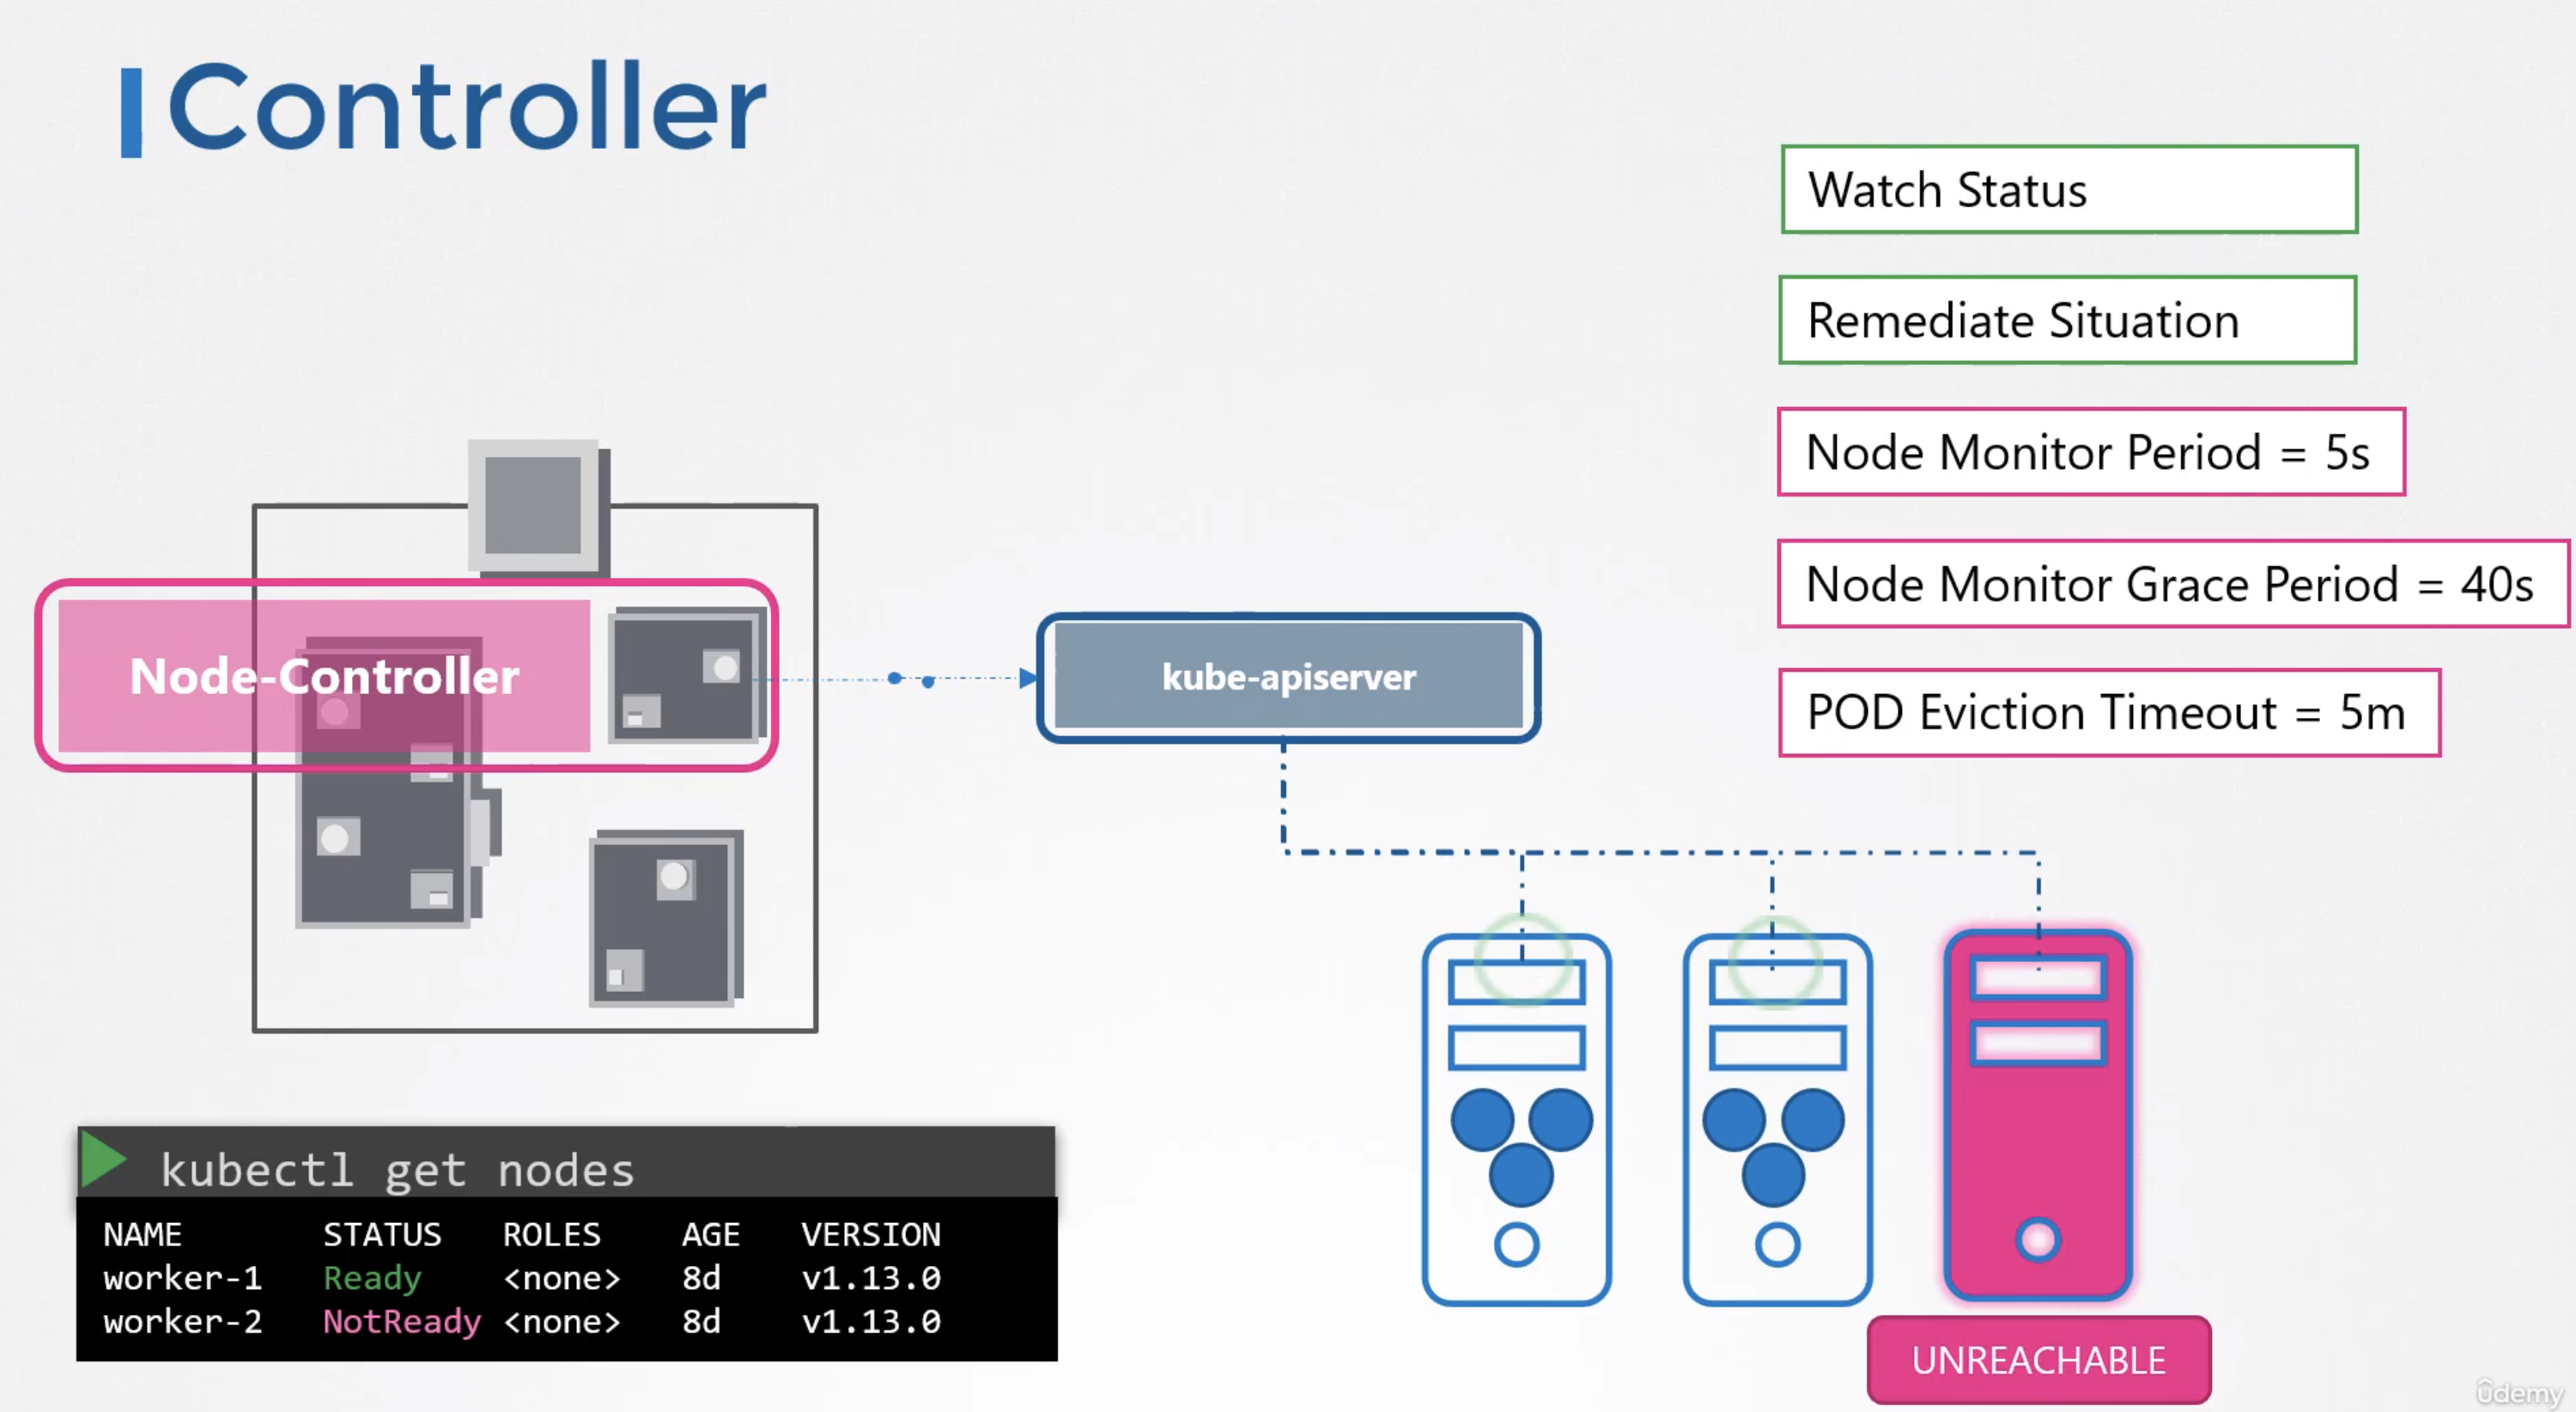 Controller
Watch Status
Remediate Situation
Node Monitor Period = 5s
Node Monitor Grace Period = 40s
POD Eviction Timeout = 5m
Node-Controller
kube-apiserver
kubectl get nodes
NAME STATUS ROLES AGE VERSION
worker-1 Ready <none> 8d v1.13.0
worker-2 NotReady <none> 8d v1.13.0
UNREACHABLE
ûdemy